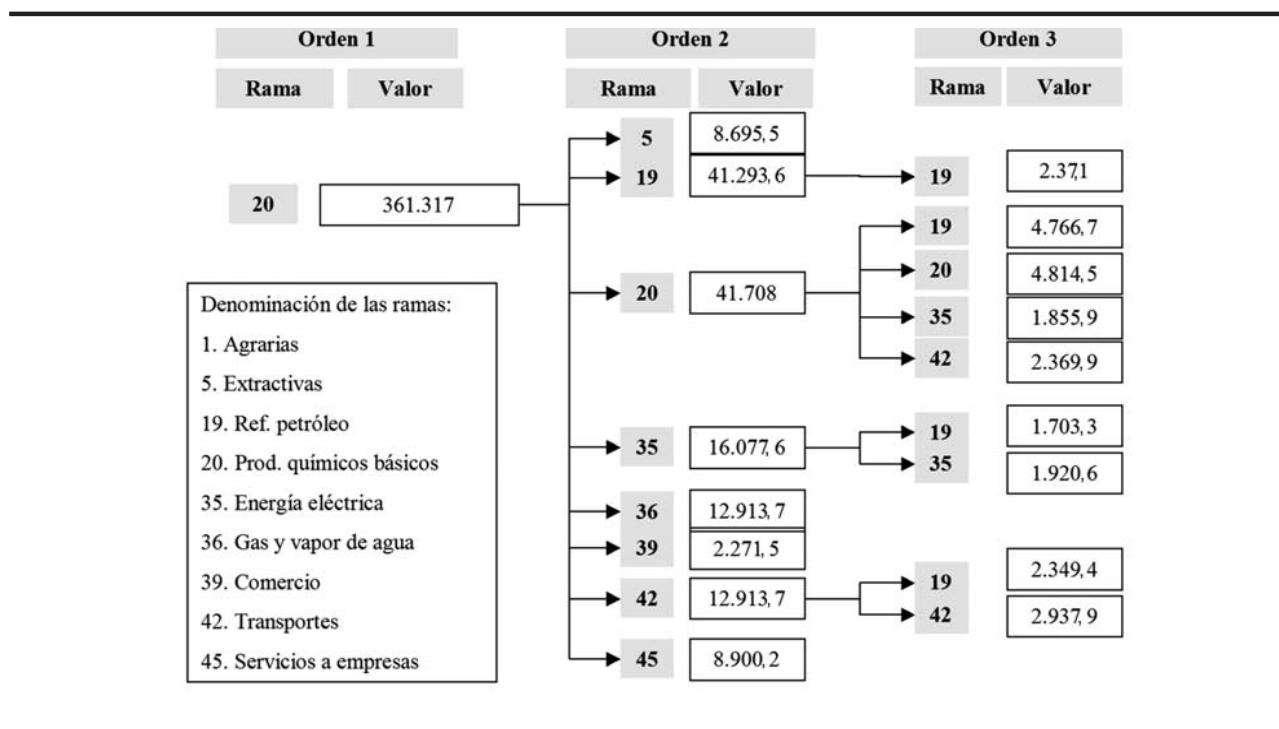 Orden 1 Orden 2 Orden 3
Rama Valor Rama Valor Rama Valor
5 8.695,5
19 41.293,6 19 2.37,1
20 361.317
19 4.766,7
20 4.814,5
20 41.708
35 1.855,9
42 2.369,9
Denominación de las ramas:
1. Agrarias
5. Extractivas
19. Ref. petróleo
20. Prod. químicos básicos
35. Energía eléctrica
36. Gas y vapor de agua
39. Comercio
42. Transportes
45. Servicios a empresas
19 1.703,3
35 16.077,6
35 1.920,6
36 12.913,7
39 2.271,5
19 2.349,4
42 12.913,7
42 2.937,9
45 8.900,2